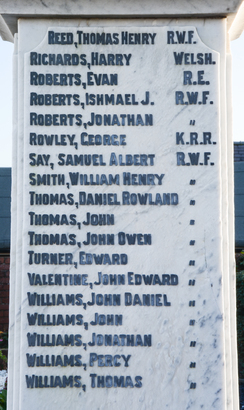 REED, THOMAS HENRY R.W.F.
RICHARDS, HARRY WELSH.
ROBERTS, EVAN R.E.
ROBERTS, ISHMAEL J. R.W.F.
ROBERTS, JONATHAN "
ROWLEY, GEORGE K.R.R.
SAY, SAMUEL ALBERT R.W.F.
SMITH, WILLIAM HENRY "
THOMAS, DANIEL ROWLAND "
THOMAS, JOHN "
THOMAS, JOHN OWEN "
TURNER, EDWARD "
VALENTINE, JOHN EDWARD "
WILLIAMS, JOHN DANIEL "
WILLIAMS, JOHN "
WILLIAMS, JONATHAN "
WILLIAMS, PERCY "
WILLIAMS, THOMAS "